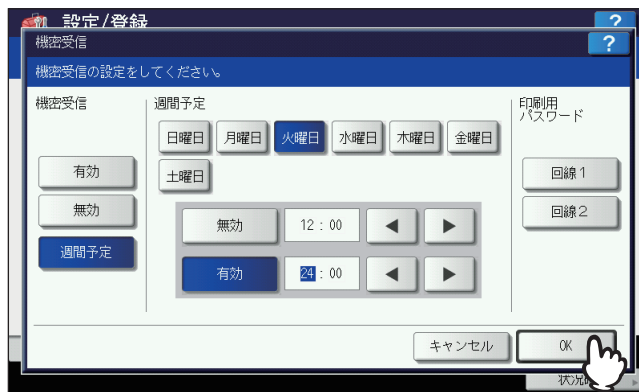 設定/登録
?
機密受信
?
機密受信の設定をしてください。
機密受信
有効
無効
週間予定
週間予定
日曜日 月曜日 火曜日 水曜日 木曜日 金曜日
土曜日
無効 12 : 00 ◀ ▶
有効 24 : 00 ◀ ▶
印刷用
パスワード
回線1
回線2
キャンセル OK
状況